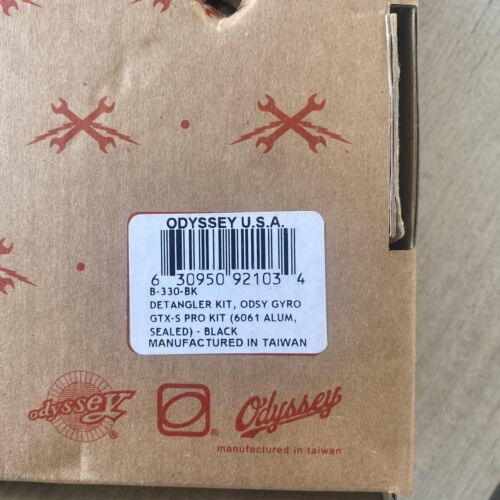 ODYSSEY U.S.A.
6 30950 92103 4
B-330-BK
DETANGLER KIT, ODSY GYRO
GTX-S PRO KIT (6061 ALUM,
SEALED) - BLACK
MANUFACTURED IN TAIWAN
odyssey ®
®
Odyssey
manufactured in taiwan